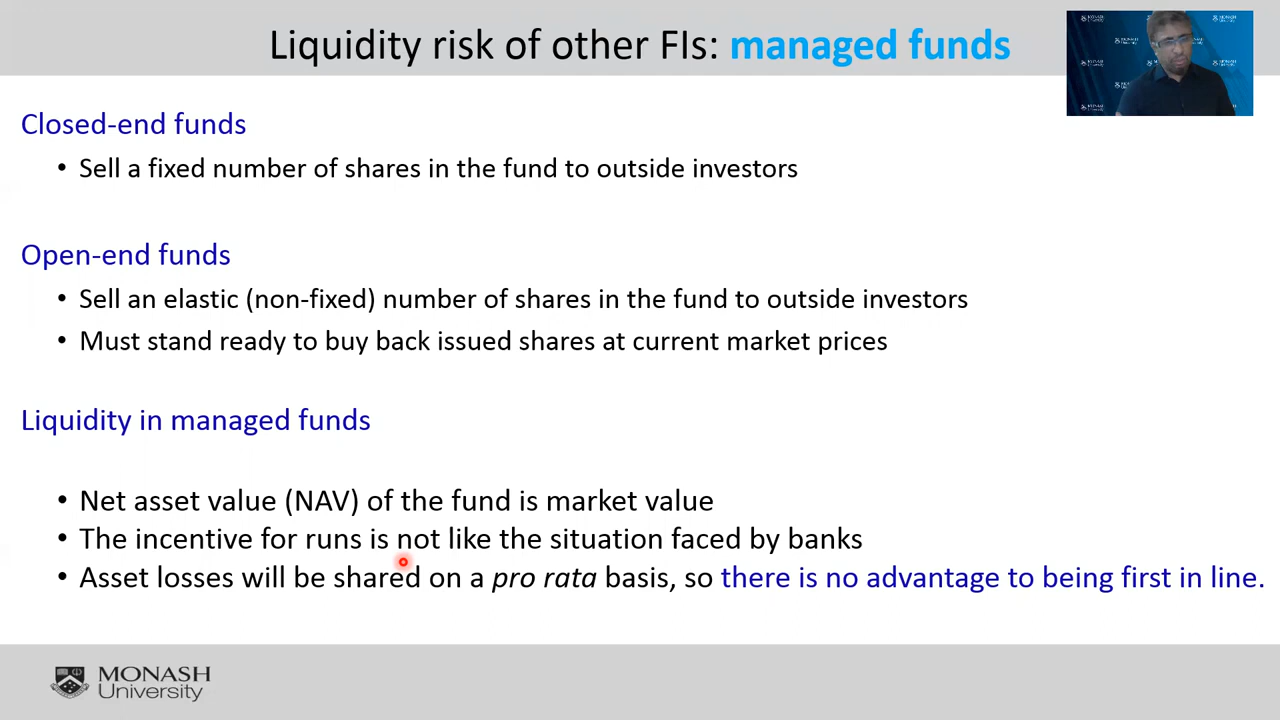 Liquidity risk of other FIs: managed funds
Closed-end funds
• Sell a fixed number of shares in the fund to outside investors
Open-end funds
• Sell an elastic (non-fixed) number of shares in the fund to outside investors
• Must stand ready to buy back issued shares at current market prices
Liquidity in managed funds
• Net asset value (NAV) of the fund is market value
• The incentive for runs is not like the situation faced by banks
• Asset losses will be shared on a pro rata basis, so there is no advantage to being first in line.
MONASH
University